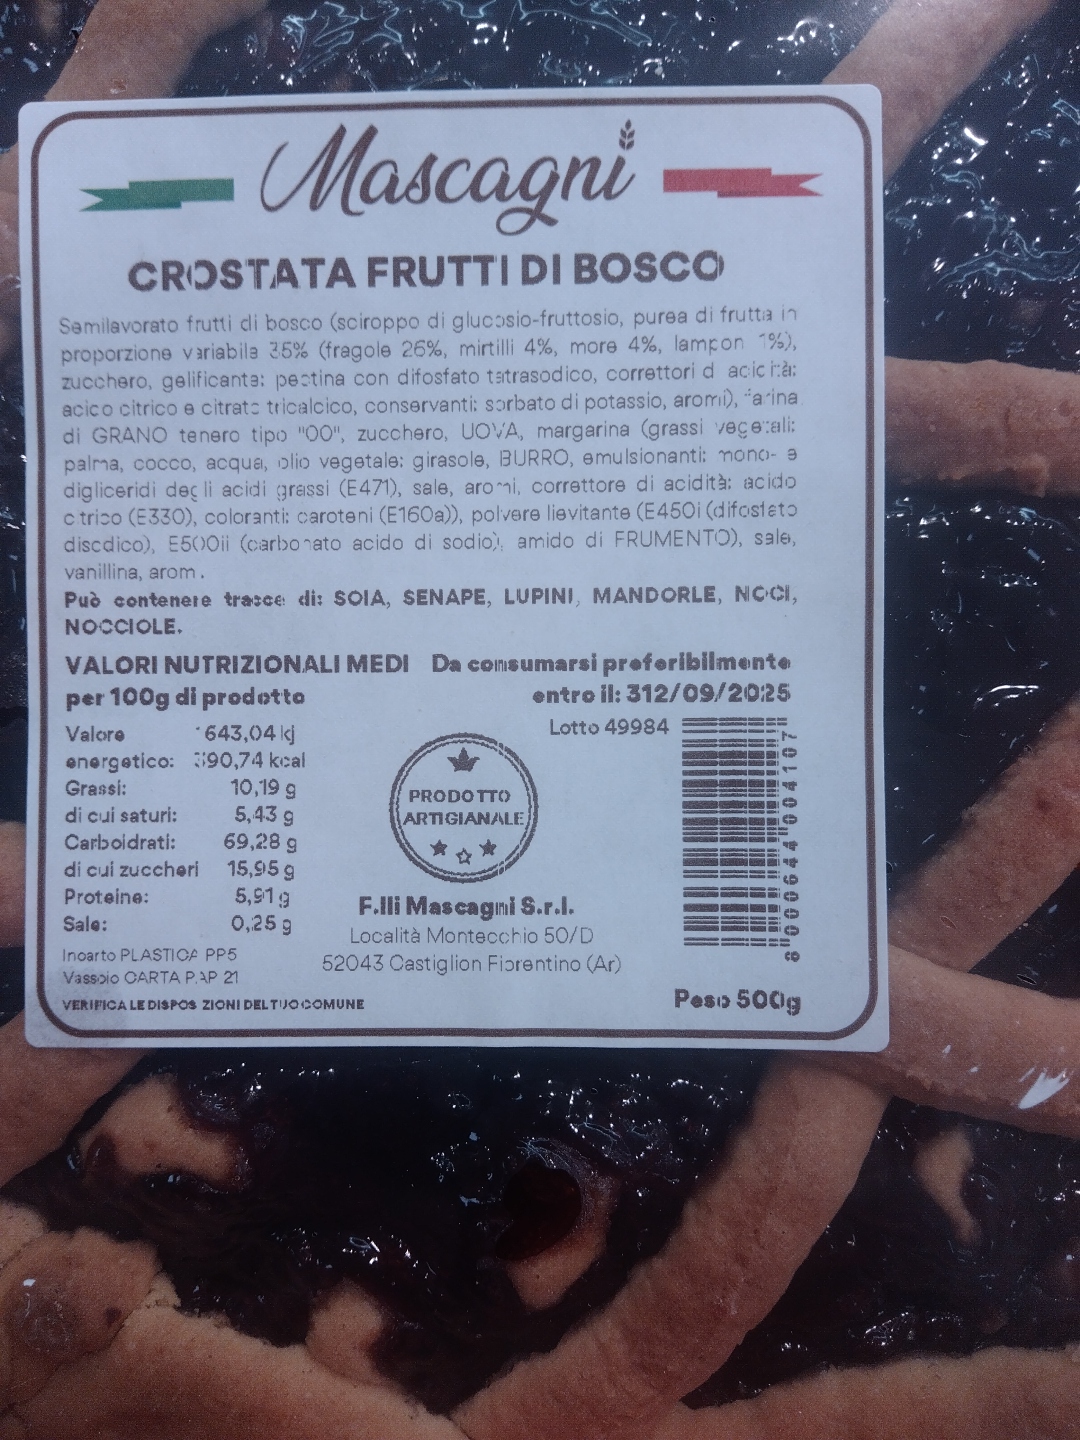 Mascagni
CROSTATA FRUTTI DI BOSCO
Semilavorato frutti di bosco (sciroppo di glucosio-fruttosio, purea di frutta in
proporzione variabile 35% (fragole 26%, mirtilli 4%, more 4%, lamponi 1%),
zucchero, gelificante: pectina con difosfato tetrasodico, correttori di acidità:
acido citrico e citrato tricalcico, conservanti: sorbato di potassio, aromi), farina
di GRANO tenero tipo "00", zucchero, UOVA, margarina (grassi vegetali:
palma, cocco, acqua, olio vegetale: girasole, BURRO, emulsionanti: mono- e
digliceridi degli acidi grassi (E471), sale, aromi, correttore di acidità: acido
citrico (E330), coloranti: caroteni (E160a)), polvere lievitante (E450i (difosfato
disodico), E500ii (carbonato acido di sodio), amido di FRUMENTO), sale,
vanillina, aromi.
Può contenere tracce di: SOIA, SENAPE, LUPINI, MANDORLE, NOCI,
NOCCIOLE.
VALORI NUTRIZIONALI MEDI
per 100g di prodotto
Valore 1643,04 kj
energetico: 390,74 kcal
Grassi: 10,19 g
di cui saturi: 5,43 g
Carboidrati: 69,28 g
di cui zuccheri 15,95 g
Proteine: 5,91 g
Sale: 0,25 g
Incarto PLASTICA PP5
Vassoio CARTA PAP 21
VERIFICA LE DISPOSIZIONI DEL TUO COMUNE
Da consumarsi preferibilmente
entro il: 312/09/2025
Lotto 49984
PRODOTTO
ARTIGIANALE
F.lli Mascagni S.r.l.
Località Montecchio 50/D
52043 Castiglion Fiorentino (Ar)
8 000644 004107
Peso 500g